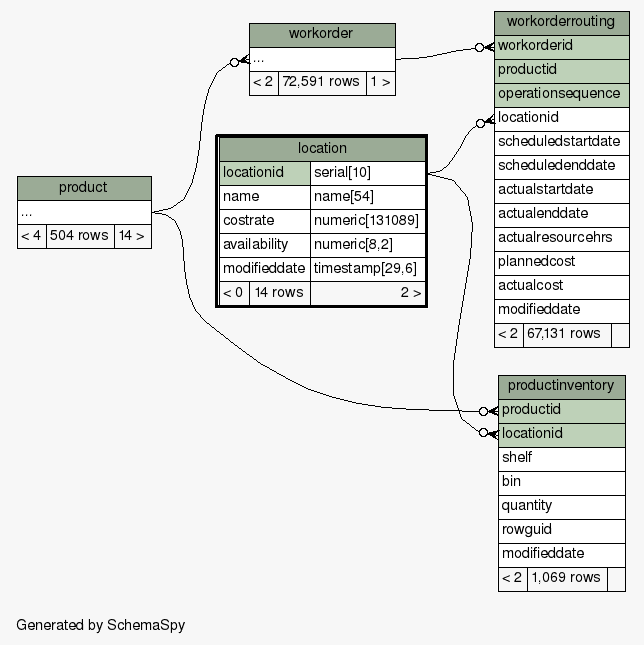 workorder
...
< 2 72,591 rows 1 >
workorderrouting
workorderid
productid
operationsequence
locationid
scheduledstartdate
scheduledenddate
actualstartdate
actualenddate
actualresourcehrs
plannedcost
actualcost
modifieddate
< 2 67,131 rows
location
locationid serial[10]
name name[54]
costrate numeric[131089]
availability numeric[8,2]
modifieddate timestamp[29,6]
< 0 14 rows 2 >
product
...
< 4 504 rows 14 >
productinventory
productid
locationid
shelf
bin
quantity
rowguid
modifieddate
< 2 1,069 rows
Generated by SchemaSpy